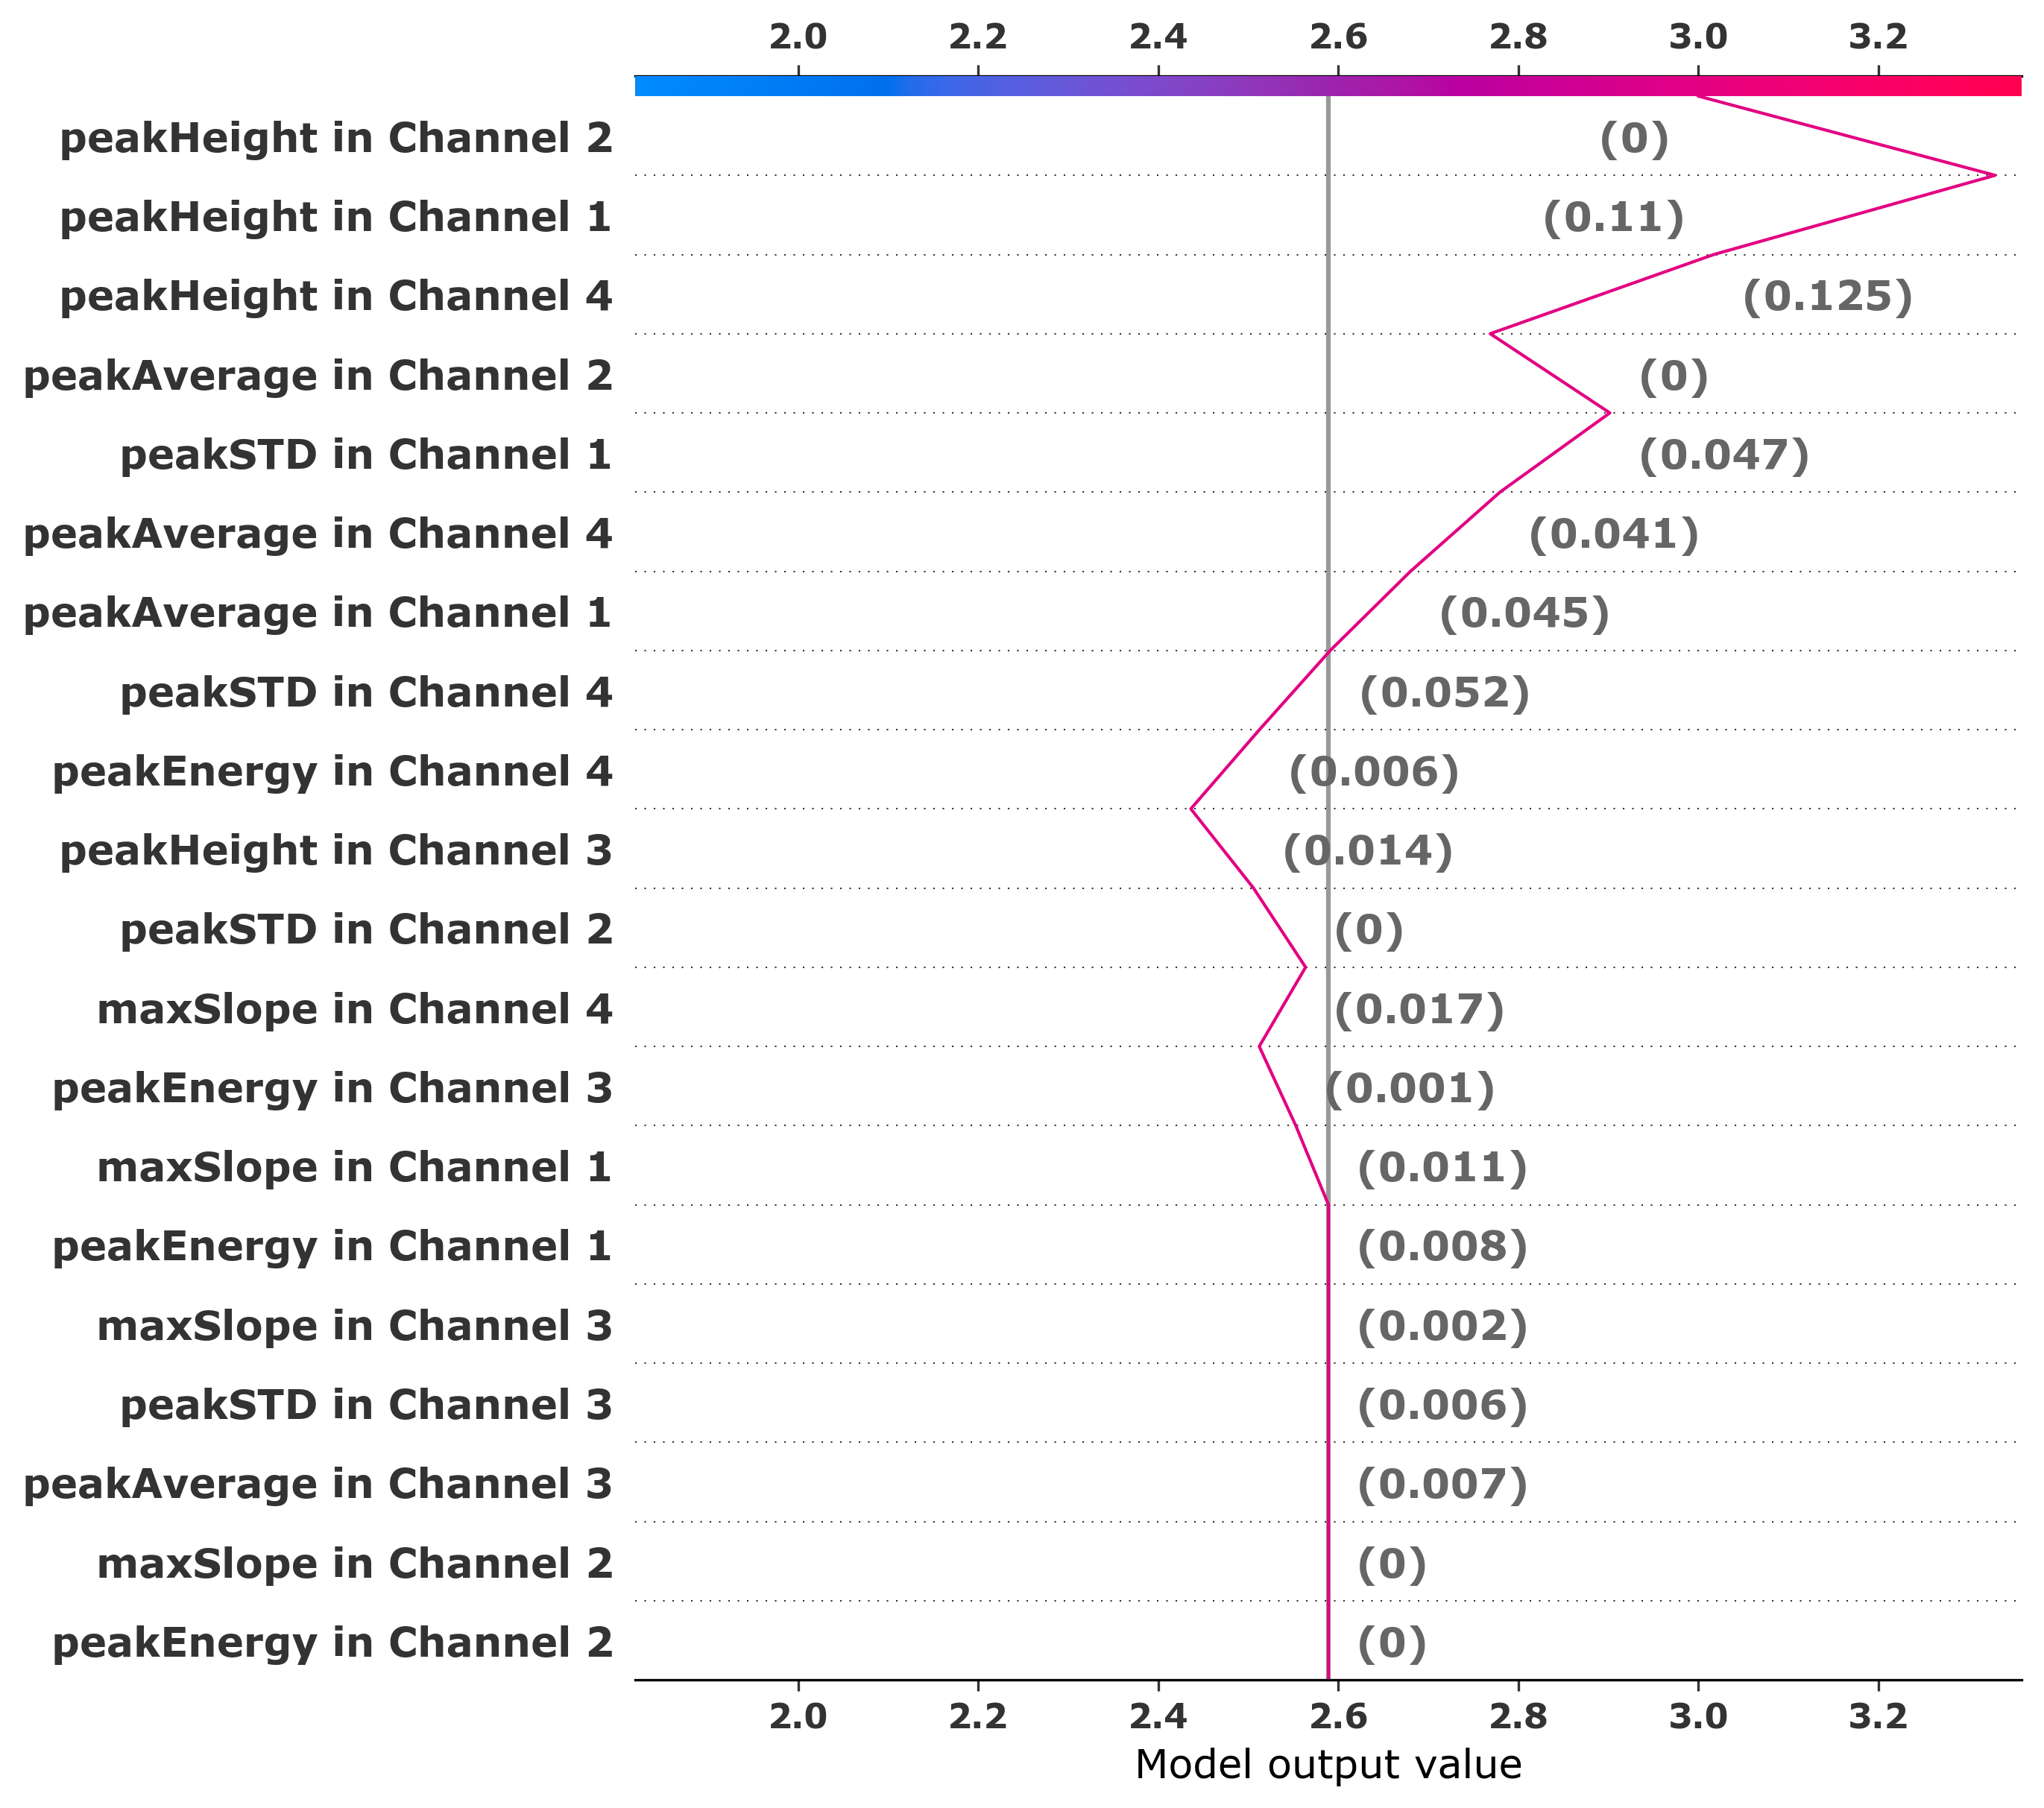 2.0 2.2 2.4 2.6 2.8 3.0 3.2
peakHeight in Channel 2 (0)
peakHeight in Channel 1 (0.11)
peakHeight in Channel 4 (0.125)
peakAverage in Channel 2 (0)
peakSTD in Channel 1 (0.047)
peakAverage in Channel 4 (0.041)
peakAverage in Channel 1 (0.045)
peakSTD in Channel 4 (0.052)
peakEnergy in Channel 4 (0.006)
peakHeight in Channel 3 (0.014)
peakSTD in Channel 2 (0)
maxSlope in Channel 4 (0.017)
peakEnergy in Channel 3 (0.001)
maxSlope in Channel 1 (0.011)
peakEnergy in Channel 1 (0.008)
maxSlope in Channel 3 (0.002)
peakSTD in Channel 3 (0.006)
peakAverage in Channel 3 (0.007)
maxSlope in Channel 2 (0)
peakEnergy in Channel 2 (0)
2.0 2.2 2.4 2.6 2.8 3.0 3.2
Model output value